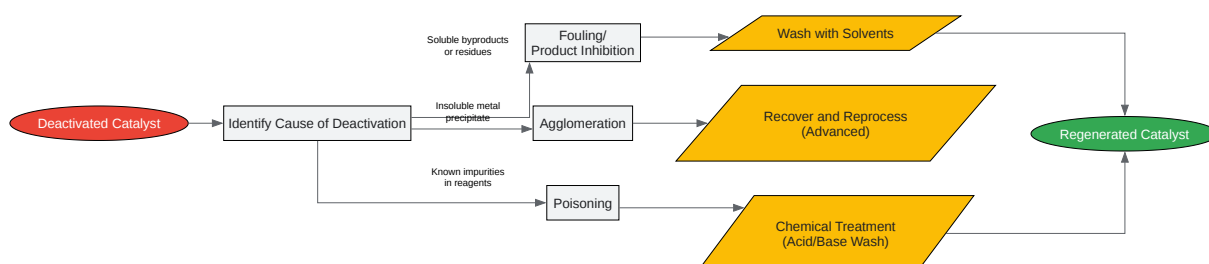 Deactivated Catalyst
Identify Cause of Deactivation
Soluble byproducts
or residues
Fouling/
Product Inhibition
Wash with Solvents
Insoluble metal
precipitate
Agglomeration
Recover and Reprocess
(Advanced)
Known impurities
in reagents
Poisoning
Chemical Treatment
(Acid/Base Wash)
Regenerated Catalyst